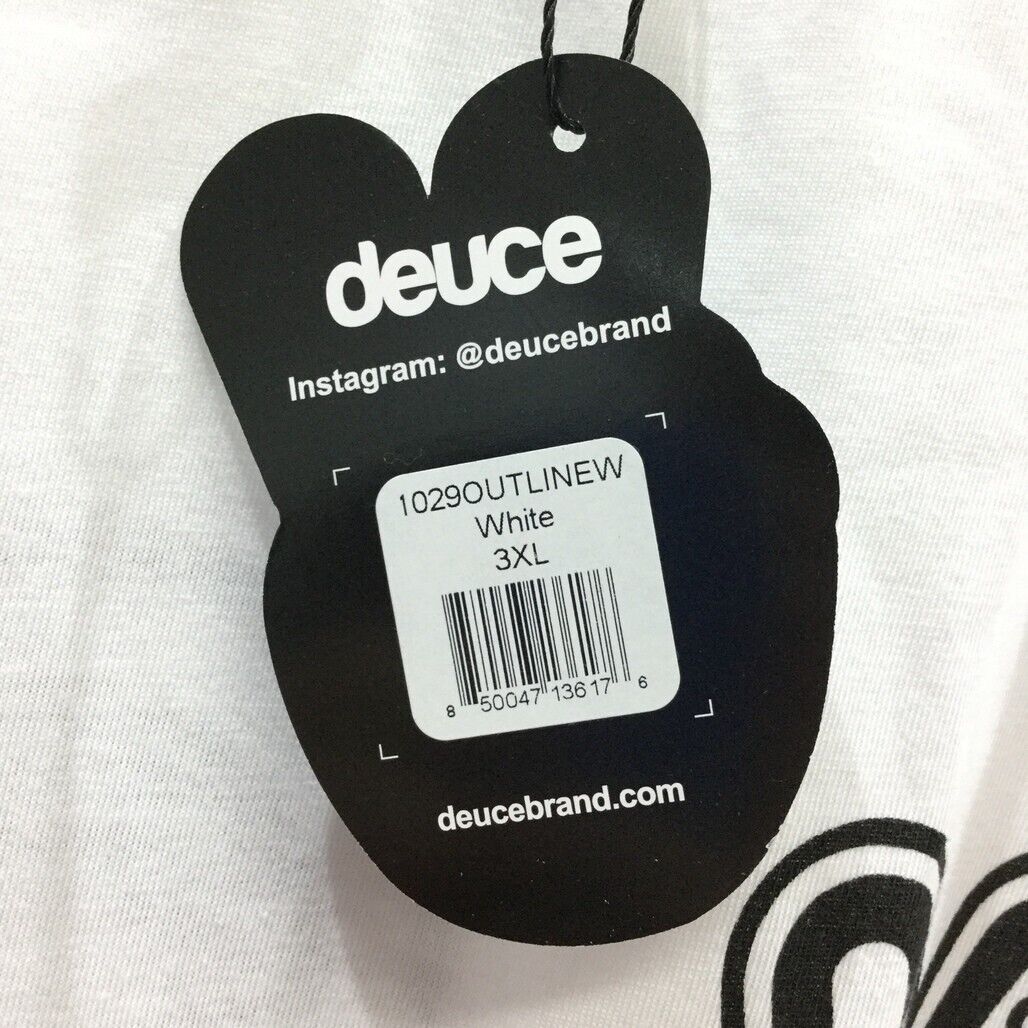 deuce
Instagram: @deucebrand
1029OUTLINEW
White
3XL
8 50047 13617 6
deucebrand.com